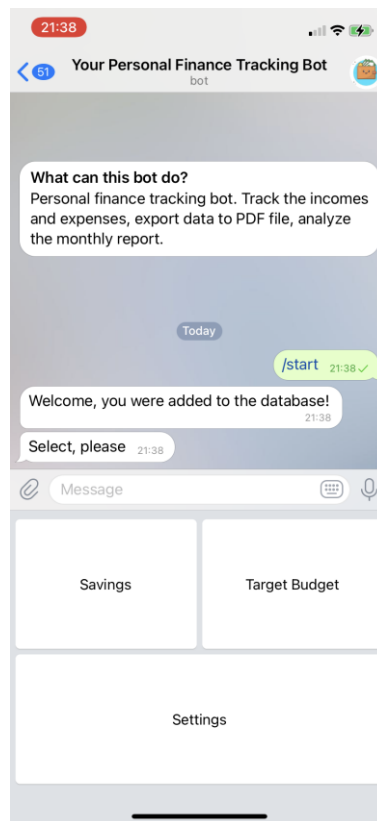 21:38
51
Your Personal Finance Tracking Bot
bot
What can this bot do?
Personal finance tracking bot. Track the incomes
and expenses, export data to PDF file, analyze
the monthly report.
Today
/start 21:38
Welcome, you were added to the database!
21:38
Select, please 21:38
Message
Savings
Target Budget
Settings